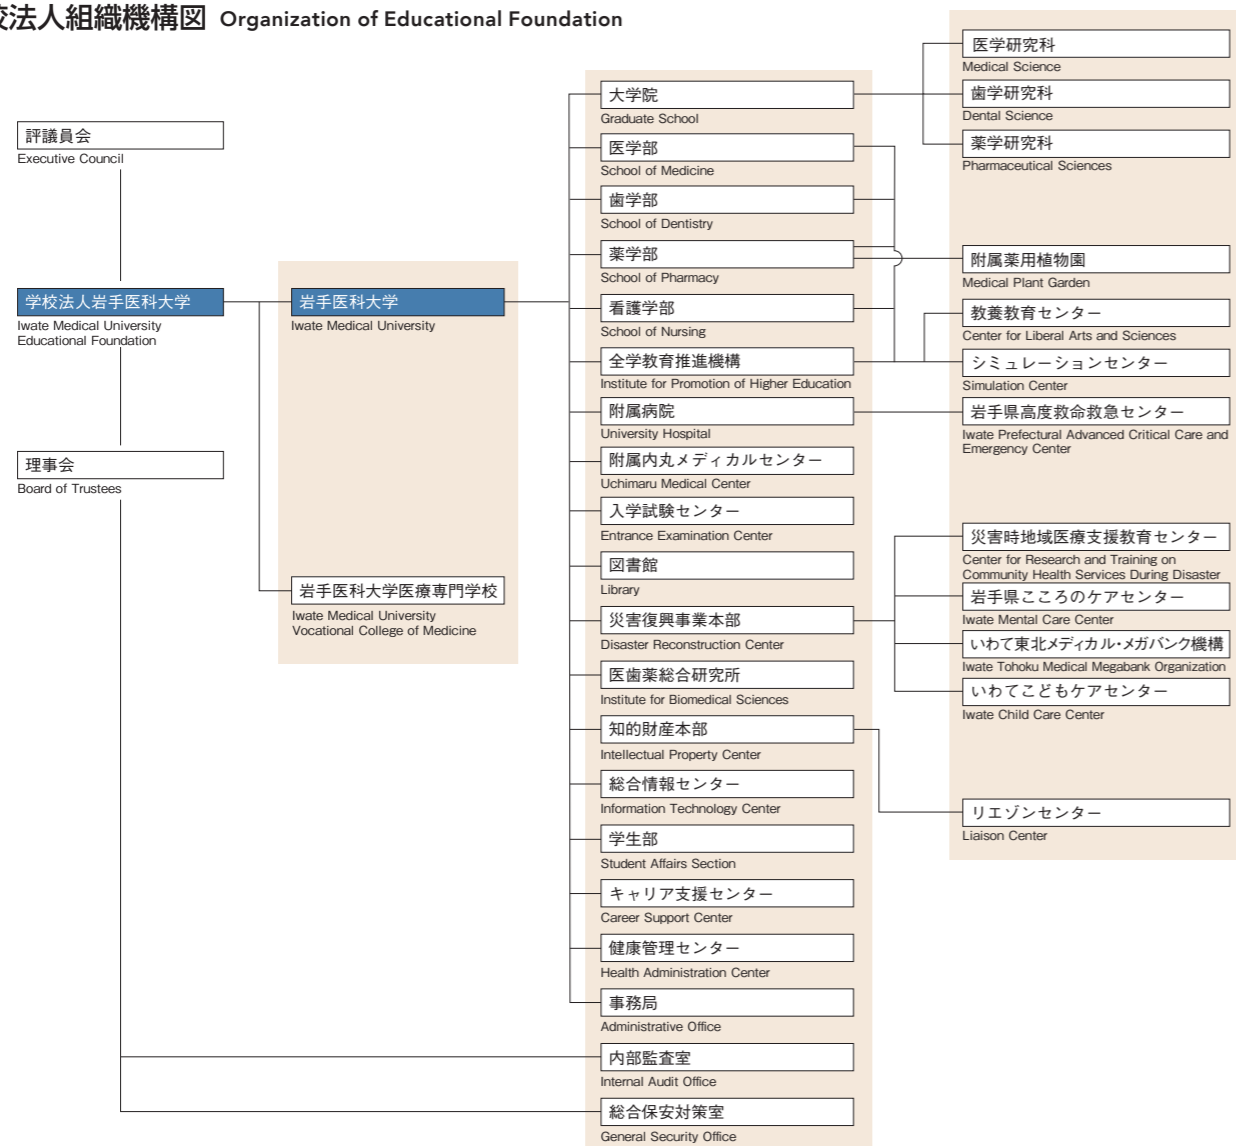 校法人組織機構図 Organization of Educational Foundation
評議員会
Executive Council
学校法人岩手医科大学
Iwate Medical University
Educational Foundation
理事会
Board of Trustees
岩手医科大学
Iwate Medical University
岩手医科大学医療専門学校
Iwate Medical University
Vocational College of Medicine
大学院
Graduate School
医学部
School of Medicine
歯学部
School of Dentistry
薬学部
School of Pharmacy
看護学部
School of Nursing
全学教育推進機構
Institute for Promotion of Higher Education
附属病院
University Hospital
附属内丸メディカルセンター
Uchimaru Medical Center
入学試験センター
Entrance Examination Center
図書館
Library
災害復興事業本部
Disaster Reconstruction Center
医歯薬総合研究所
Institute for Biomedical Sciences
知的財産本部
Intellectual Property Center
総合情報センター
Information Technology Center
学生部
Student Affairs Section
キャリア支援センター
Career Support Center
健康管理センター
Health Administration Center
事務局
Administrative Office
内部監査室
Internal Audit Office
総合保安対策室
General Security Office
医学研究科
Medical Science
歯学研究科
Dental Science
薬学研究科
Pharmaceutical Sciences
附属薬用植物園
Medical Plant Garden
教養教育センター
Center for Liberal Arts and Sciences
シミュレーションセンター
Simulation Center
岩手県高度救命救急センター
Iwate Prefectural Advanced Critical Care and
Emergency Center
災害時地域医療支援教育センター
Center for Research and Training on
Community Health Services During Disaster
岩手県こころのケアセンター
Iwate Mental Care Center
いわて東北メディカル・メガバンク機構
Iwate Tohoku Medical Megabank Organization
いわてこどもケアセンター
Iwate Child Care Center
リエゾンセンター
Liaison Center